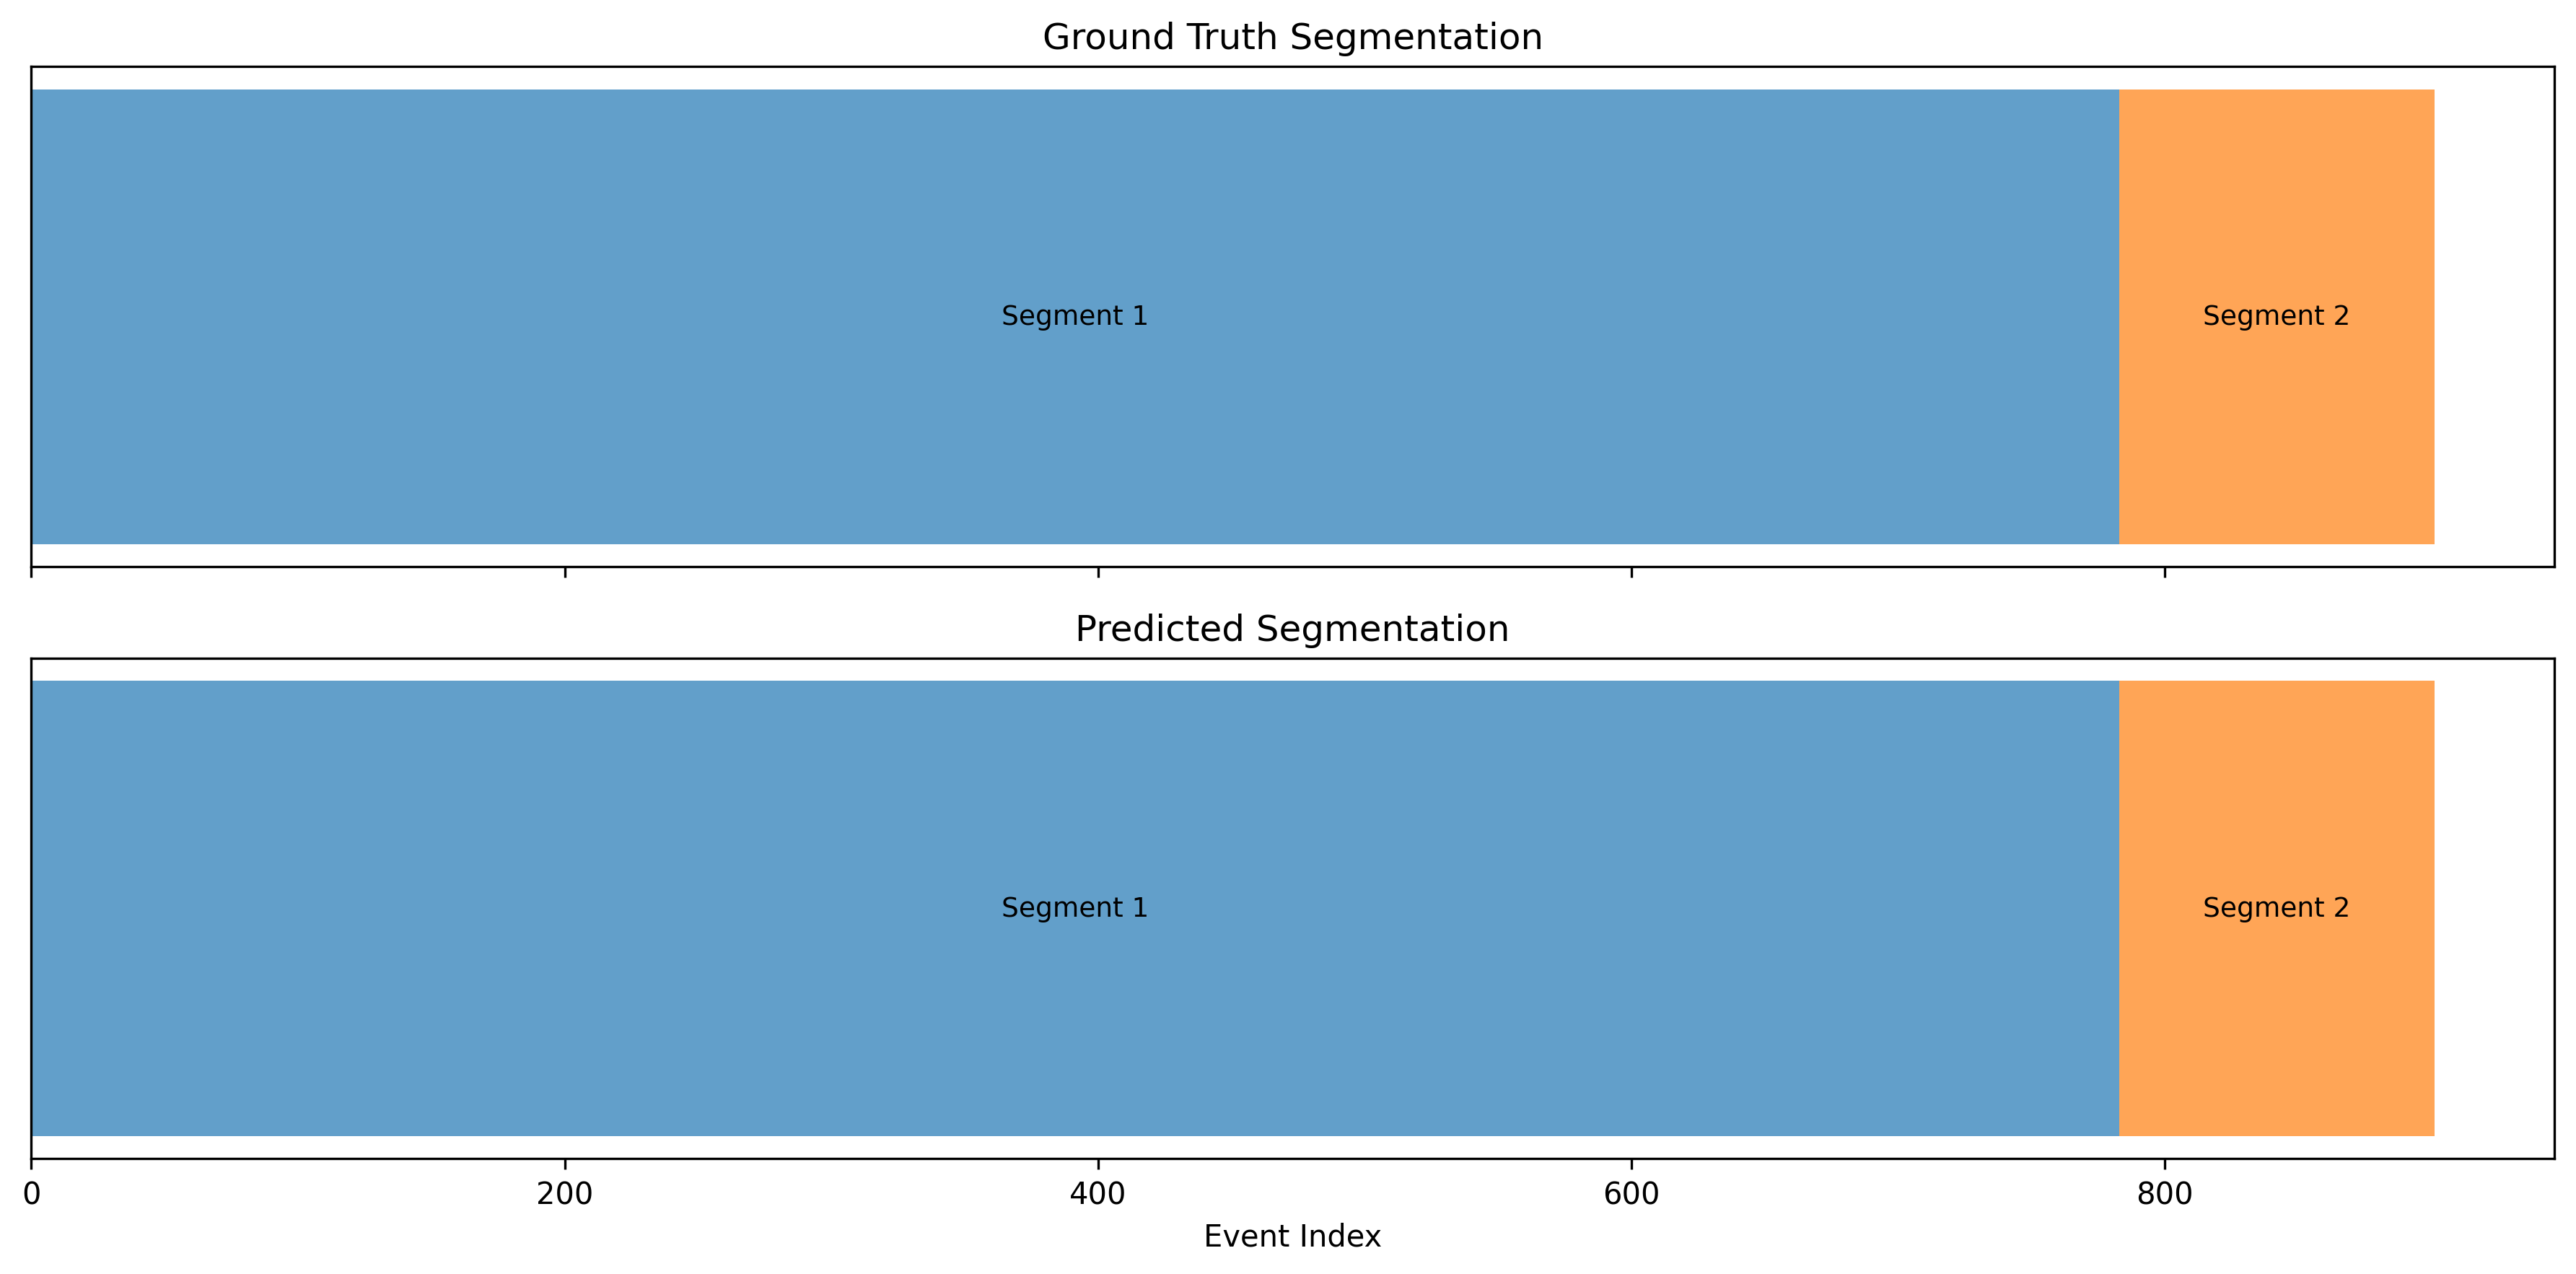 Ground Truth Segmentation
Segment 1
Segment 2
Predicted Segmentation
Segment 1
Segment 2
0
200
400
600
800
Event Index